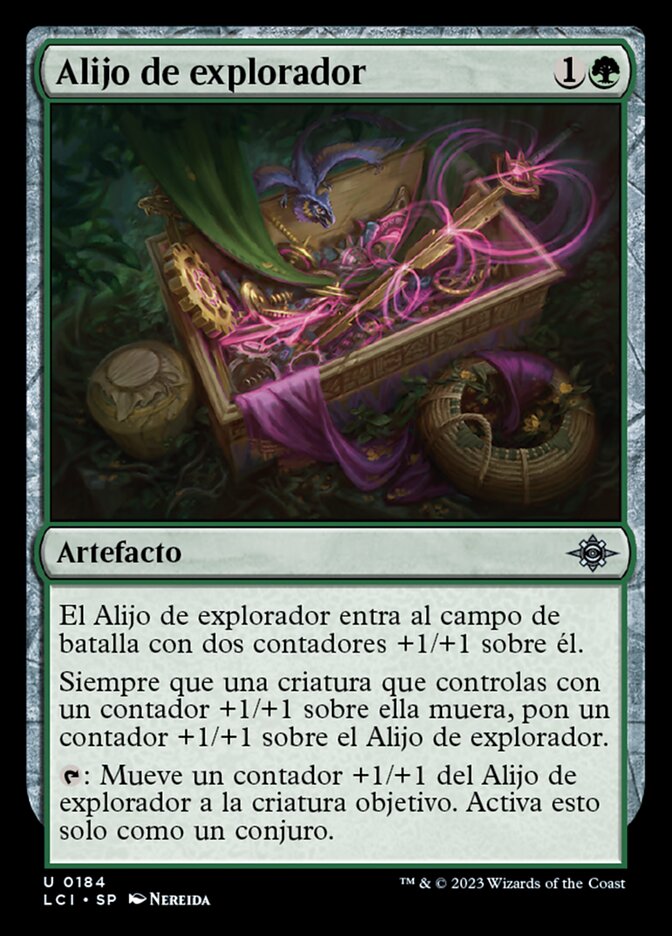 Alijo de explorador 1
Artefacto
El Alijo de explorador entra al campo de
batalla con dos contadores +1/+1 sobre él.
Siempre que una criatura que controlas con
un contador +1/+1 sobre ella muera, pon un
contador +1/+1 sobre el Alijo de explorador.
: Mueve un contador +1/+1 del Alijo de
explorador a la criatura objetivo. Activa esto
solo como un conjuro.
U 0184
LCI • SP NEREIDA
™ & © 2023 Wizards of the Coast